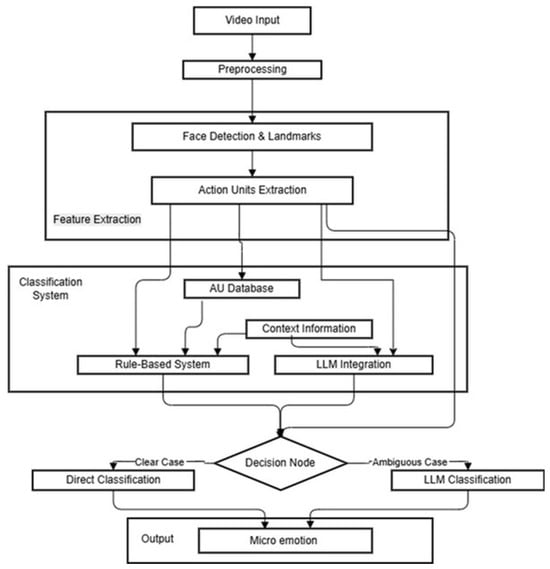 Video Input
Preprocessing
Face Detection & Landmarks
Action Units Extraction
Feature Extraction
Classification
System
AU Database
Context Information
Rule-Based System
LLM Integration
Decision Node
Clear Case
Ambiguous Case
Direct Classification
LLM Classification
Output
Micro emotion